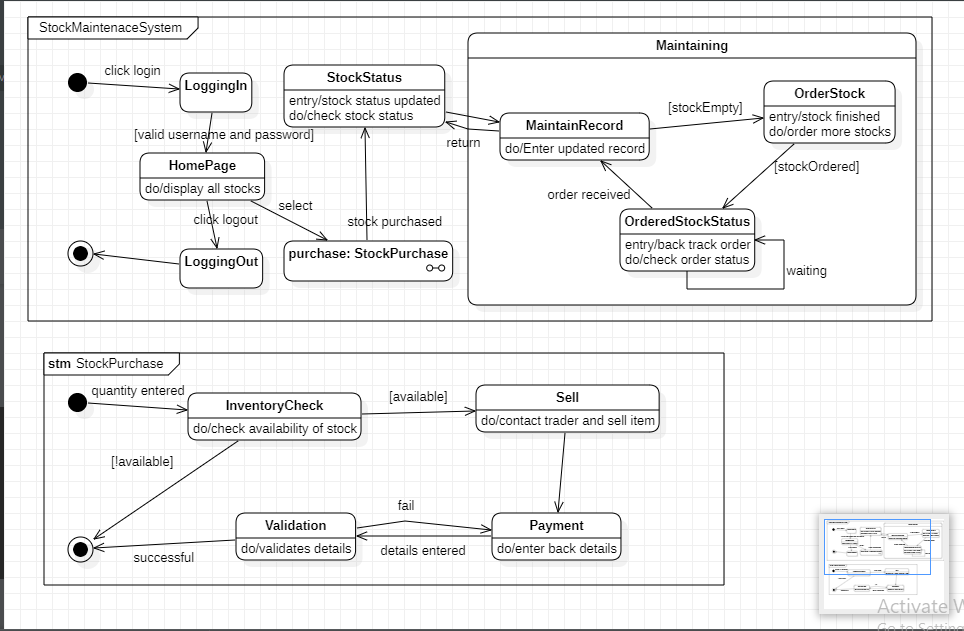 StockMaintenaceSystem
Maintaining
click login
LoggingIn
StockStatus
entry/stock status updated
do/check stock status
OrderStock
entry/stock finished
do/order more stocks
[stockEmpty]
MaintainRecord
do/Enter updated record
[valid username and password]
return
HomePage
do/display all stocks
[stockOrdered]
order received
select
click logout
stock purchased
OrderedStockStatus
entry/back track order
do/check order status
purchase: StockPurchase
LoggingOut
waiting
stm StockPurchase
quantity entered
InventoryCheck
do/check availability of stock
[available]
Sell
do/contact trader and sell item
[!available]
fail
Validation
do/validates details
Payment
do/enter back details
details entered
successful
Activate